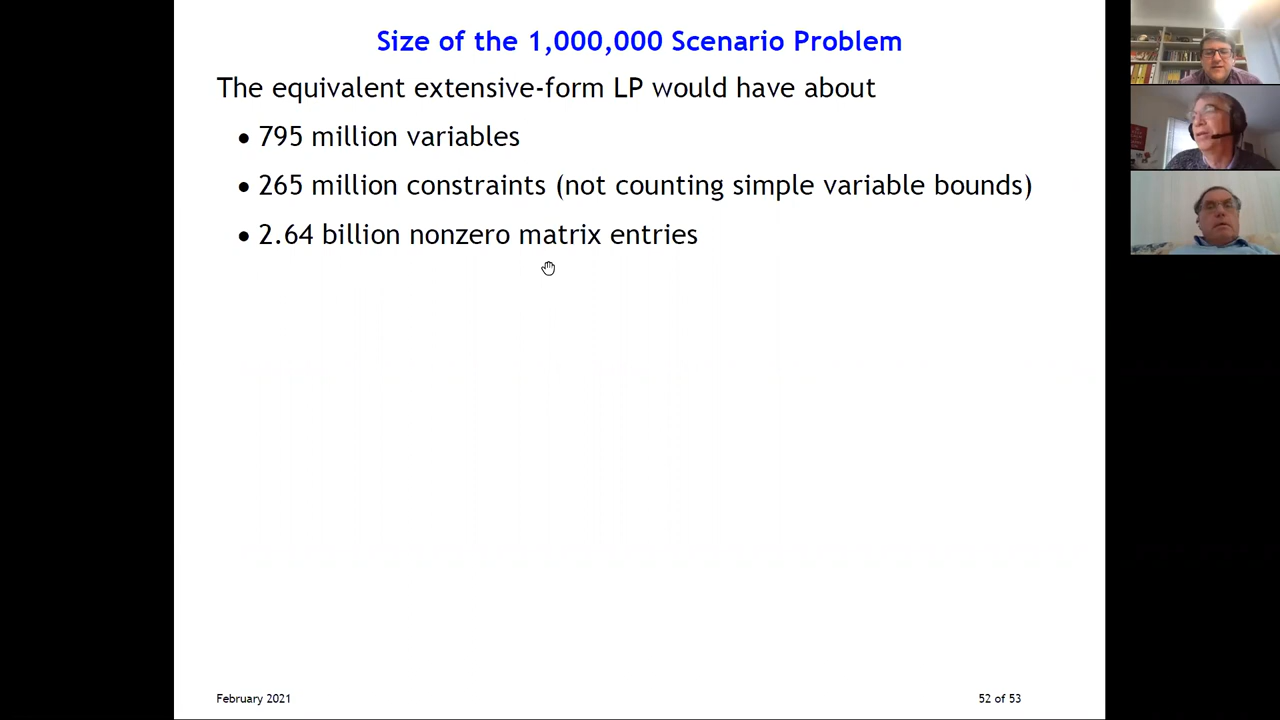 Size of the 1,000,000 Scenario Problem
The equivalent extensive-form LP would have about
• 795 million variables
• 265 million constraints (not counting simple variable bounds)
• 2.64 billion nonzero matrix entries
February 2021
52 of 53